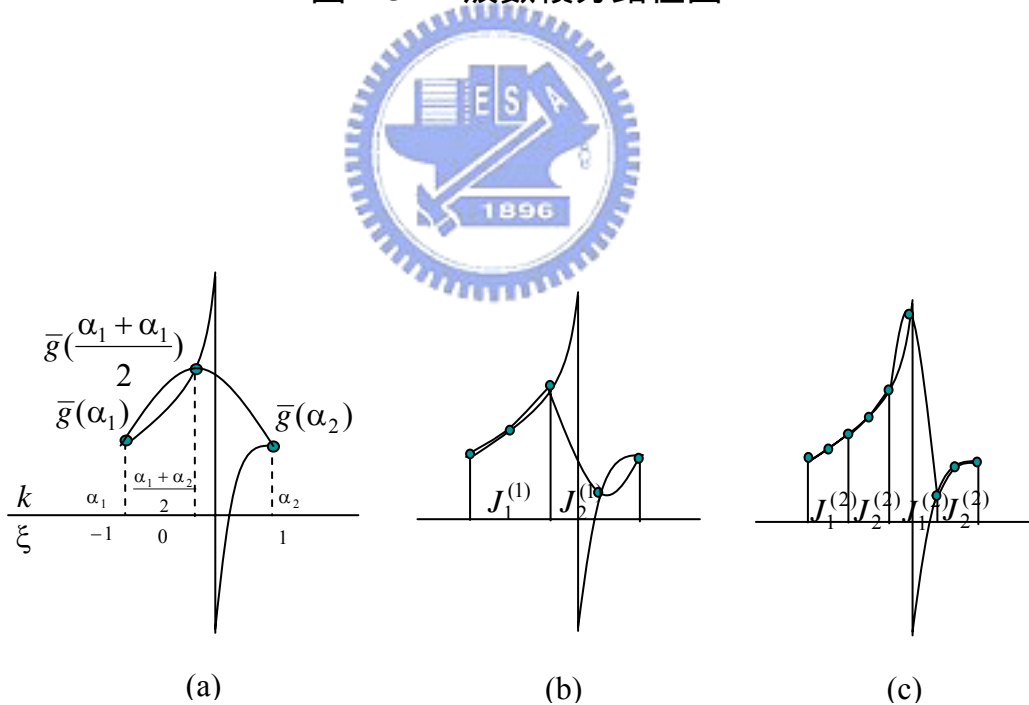 E S A
1896
ḡ(α₁ + α₁ / 2)
ḡ(α₁)
ḡ(α₂)
k α₁ α₁ + α₂ / 2 α₂
ξ −1 0 1
J₁⁽¹⁾ J₂⁽¹⁾
J₁⁽²⁾ J₂⁽²⁾ J₁⁽²⁾ J₂⁽²⁾
(a) (b) (c)